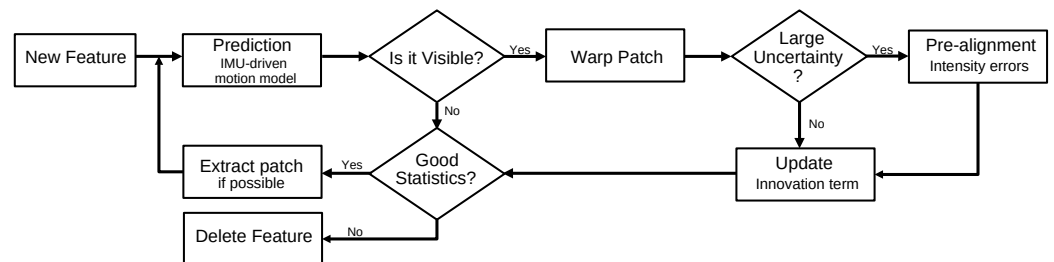 New Feature
Prediction
IMU-driven
motion model
Is it Visible?
Yes
Warp Patch
Large
Uncertainty
?
Yes
Pre-alignment
Intensity errors
No
No
Extract patch
if possible
Yes
Good
Statistics?
Update
Innovation term
Delete Feature
No